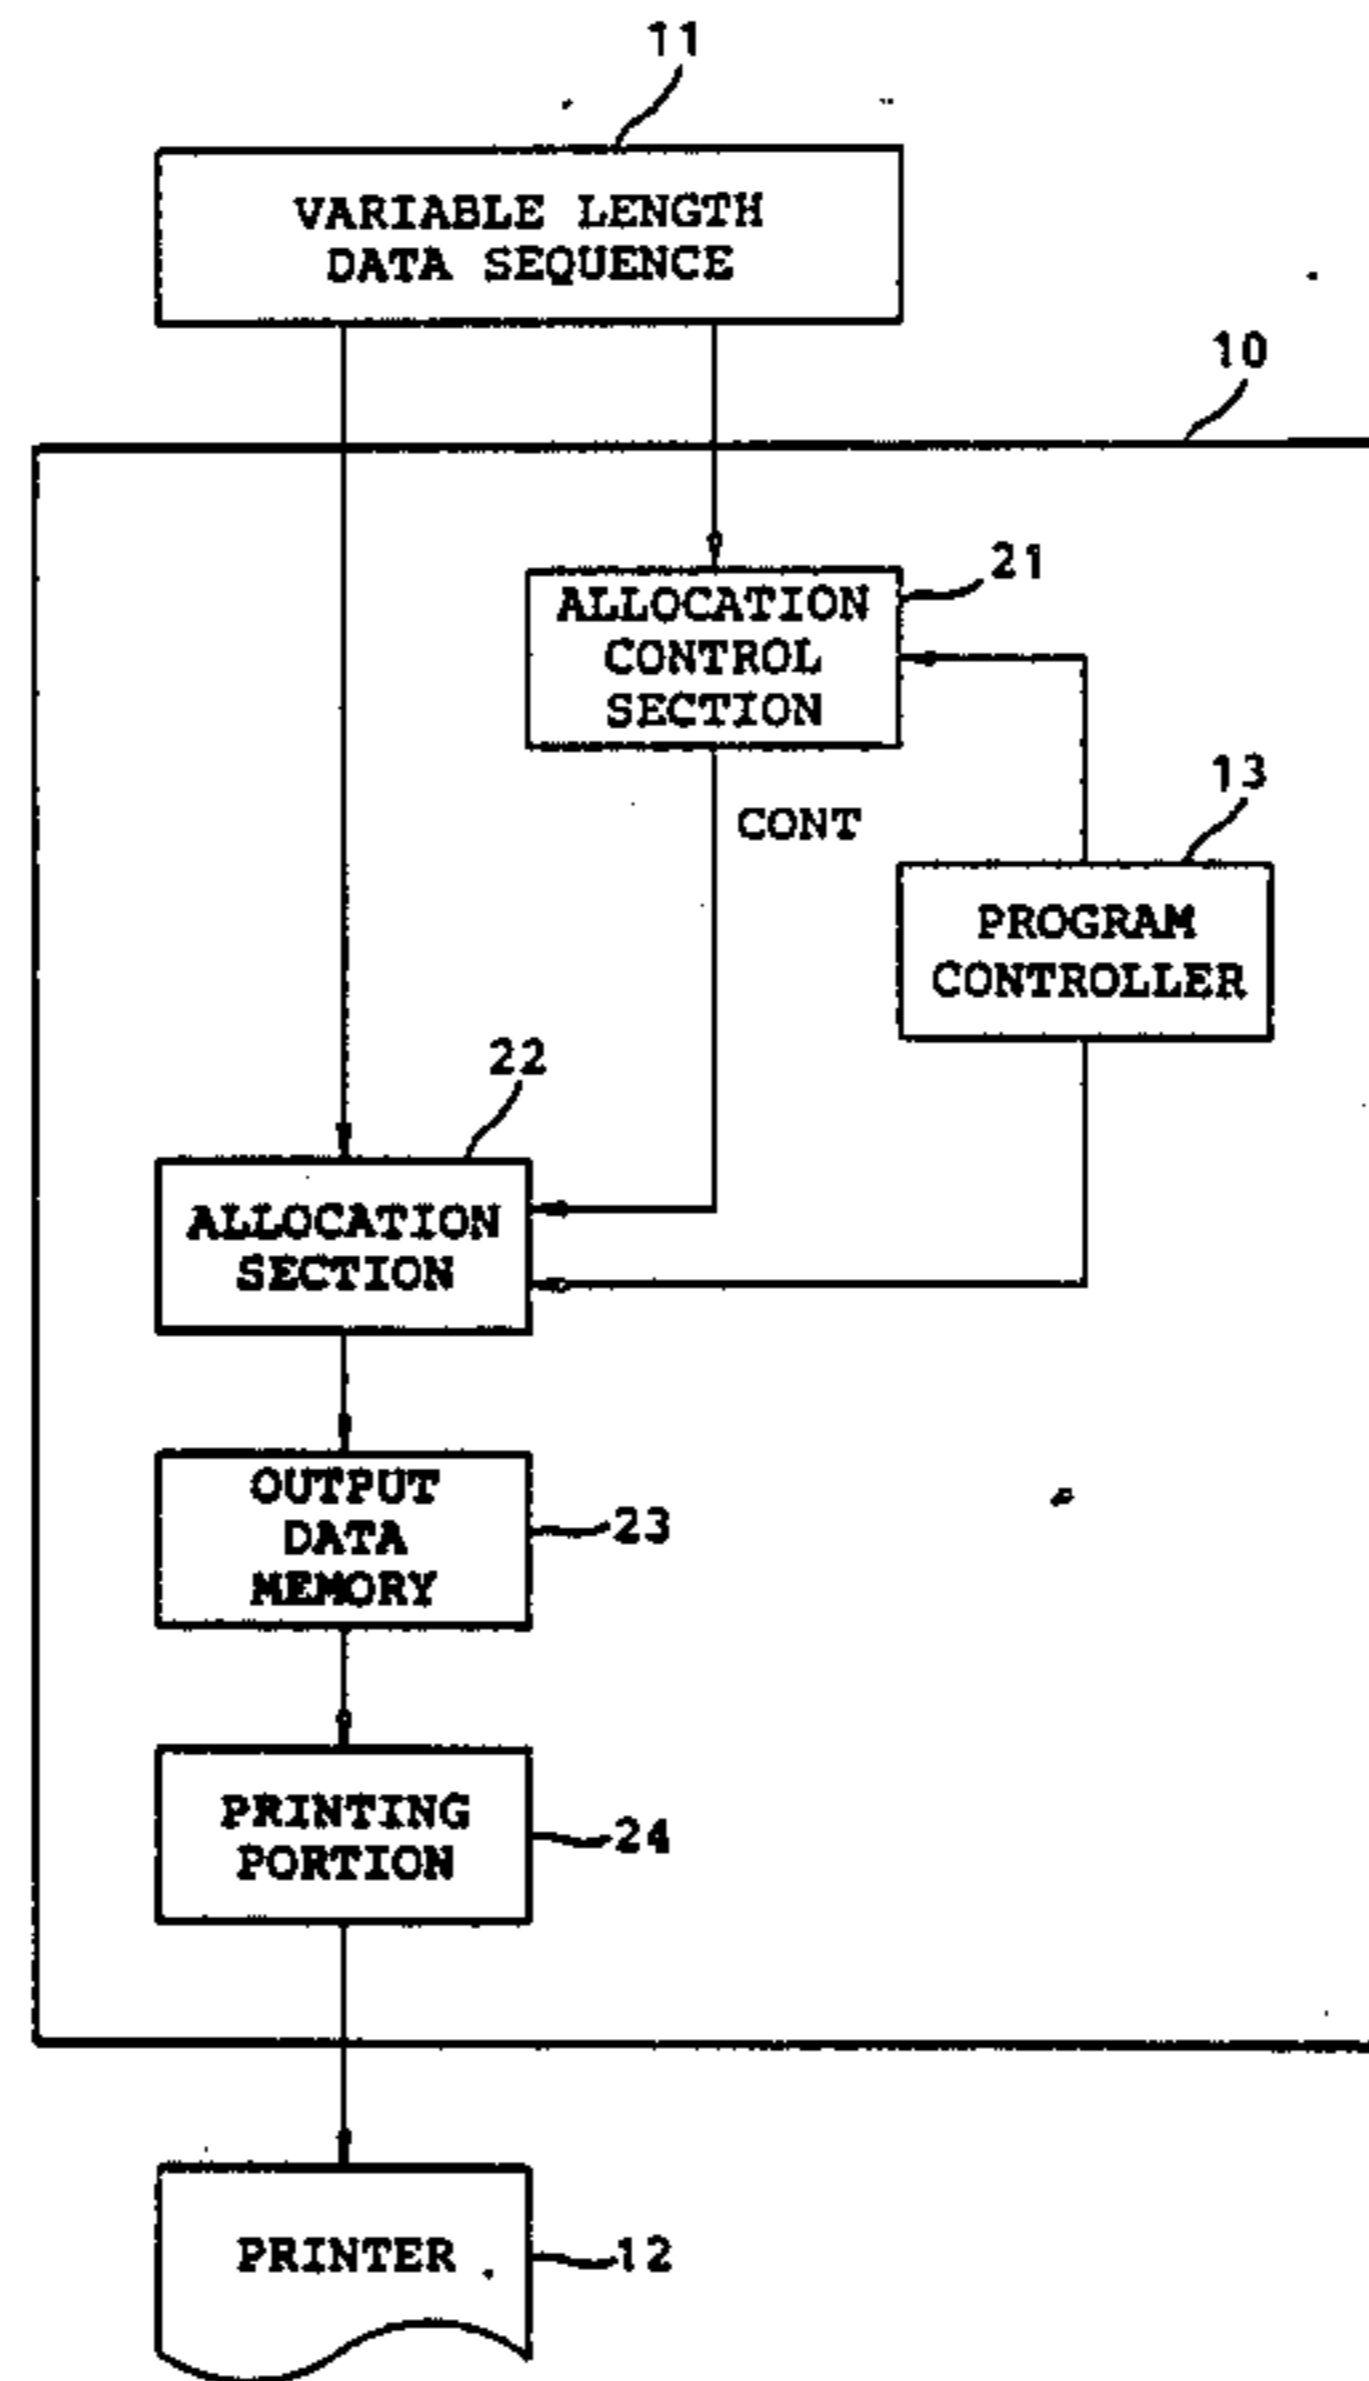 11
VARIABLE LENGTH
DATA SEQUENCE
10
21
ALLOCATION
CONTROL
SECTION
13
CONT
PROGRAM
CONTROLLER
22
ALLOCATION
SECTION
OUTPUT
DATA
MEMORY
23
PRINTING
PORTION
24
PRINTER
12